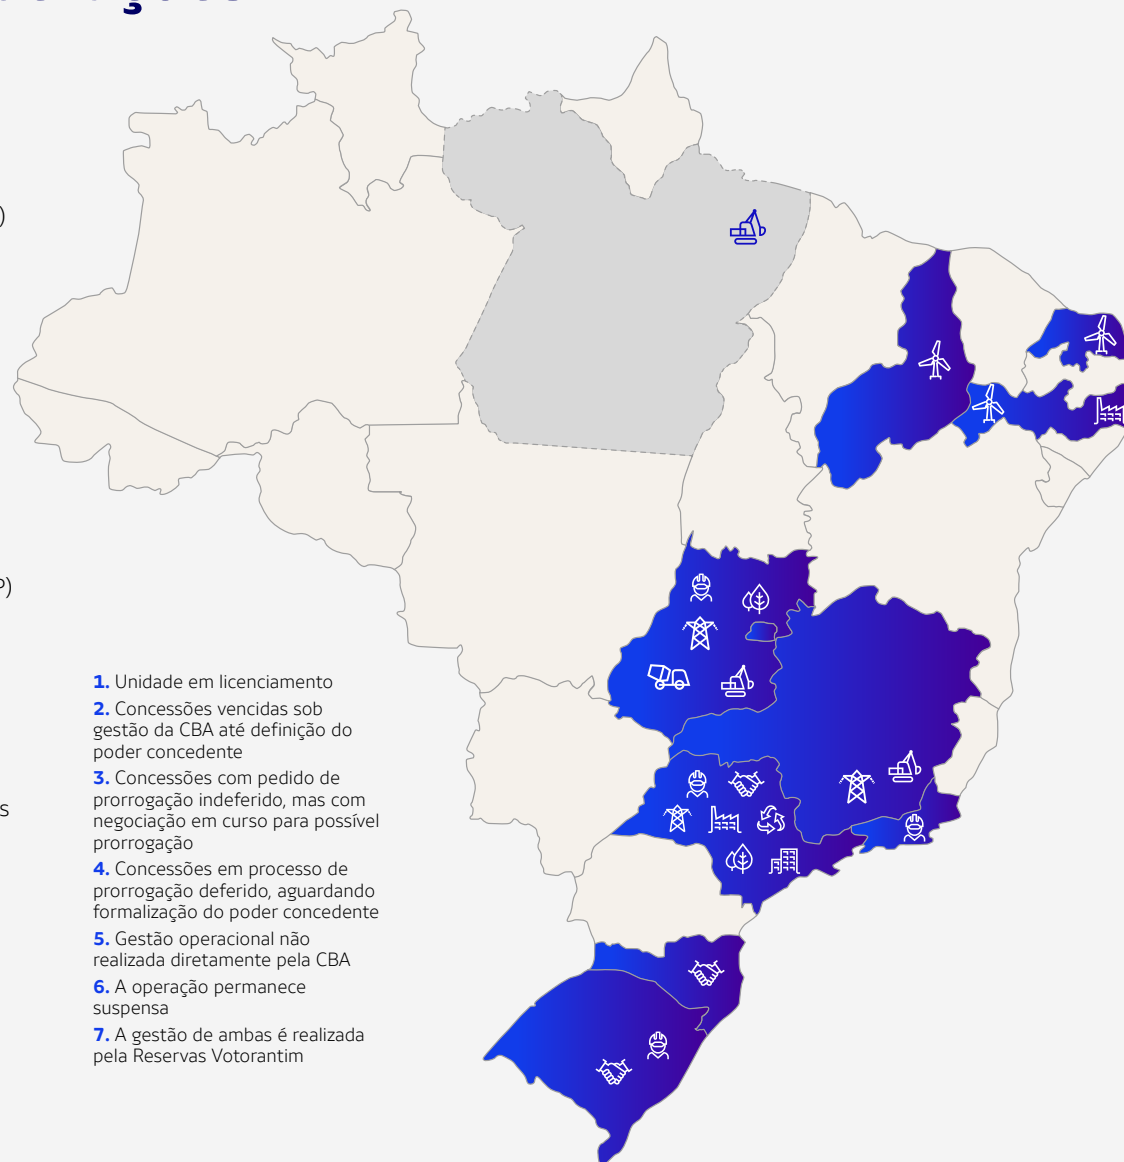 )
P)
s
1. Unidade em licenciamento
2. Concessões vencidas sob
gestão da CBA até definição do
poder concedente
3. Concessões com pedido de
prorrogação indeferido, mas com
negociação em curso para possível
prorrogação
4. Concessões em processo de
prorrogação deferido, aguardando
formalização do poder concedente
5. Gestão operacional não
realizada diretamente pela CBA
6. A operação permanece
suspensa
7. A gestão de ambas é realizada
pela Reservas Votorantim